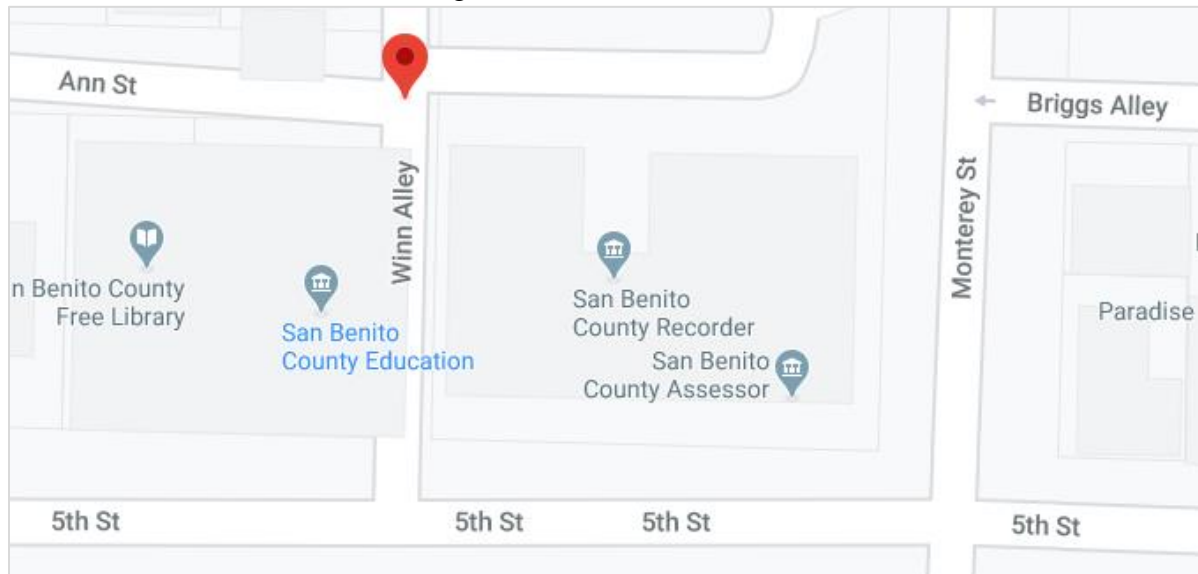 Ann St
Briggs Alley
Winn Alley
Monterey St
n Benito County
Free Library
San Benito
County Education
San Benito
County Recorder
San Benito
County Assessor
Paradise
5th St
5th St
5th St
5th St